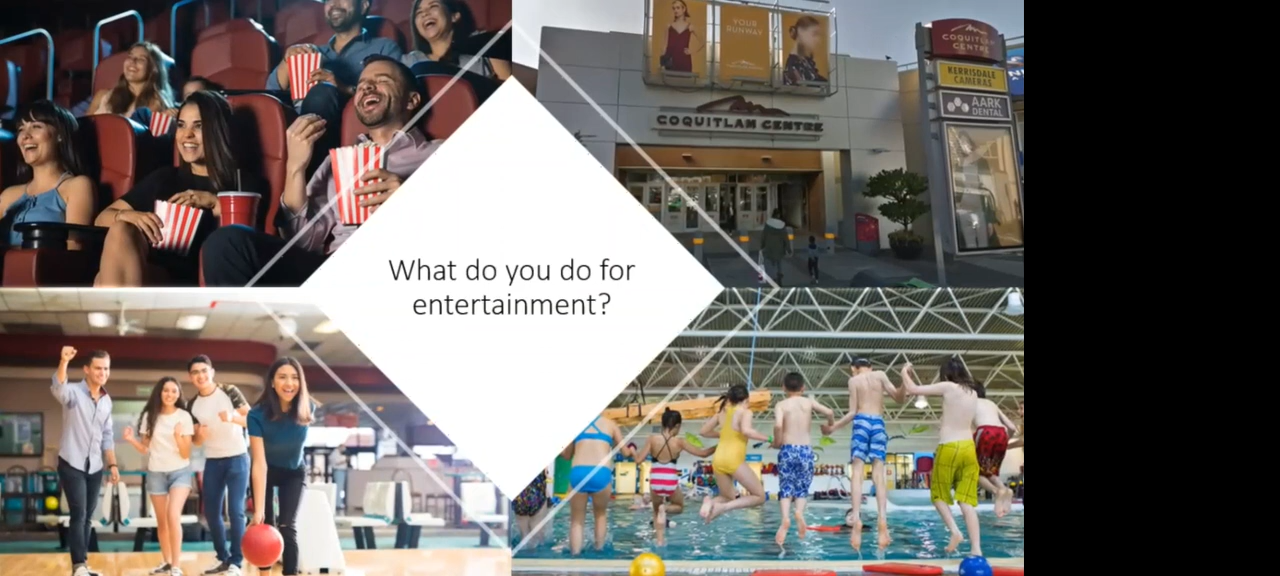 YOUR
RUNWAY
COQUITLAM CENTRE
COQUITLAM
CENTRE
KERRISDALE
CAMERAS
AARK
DENTAL
What do you do for
entertainment?